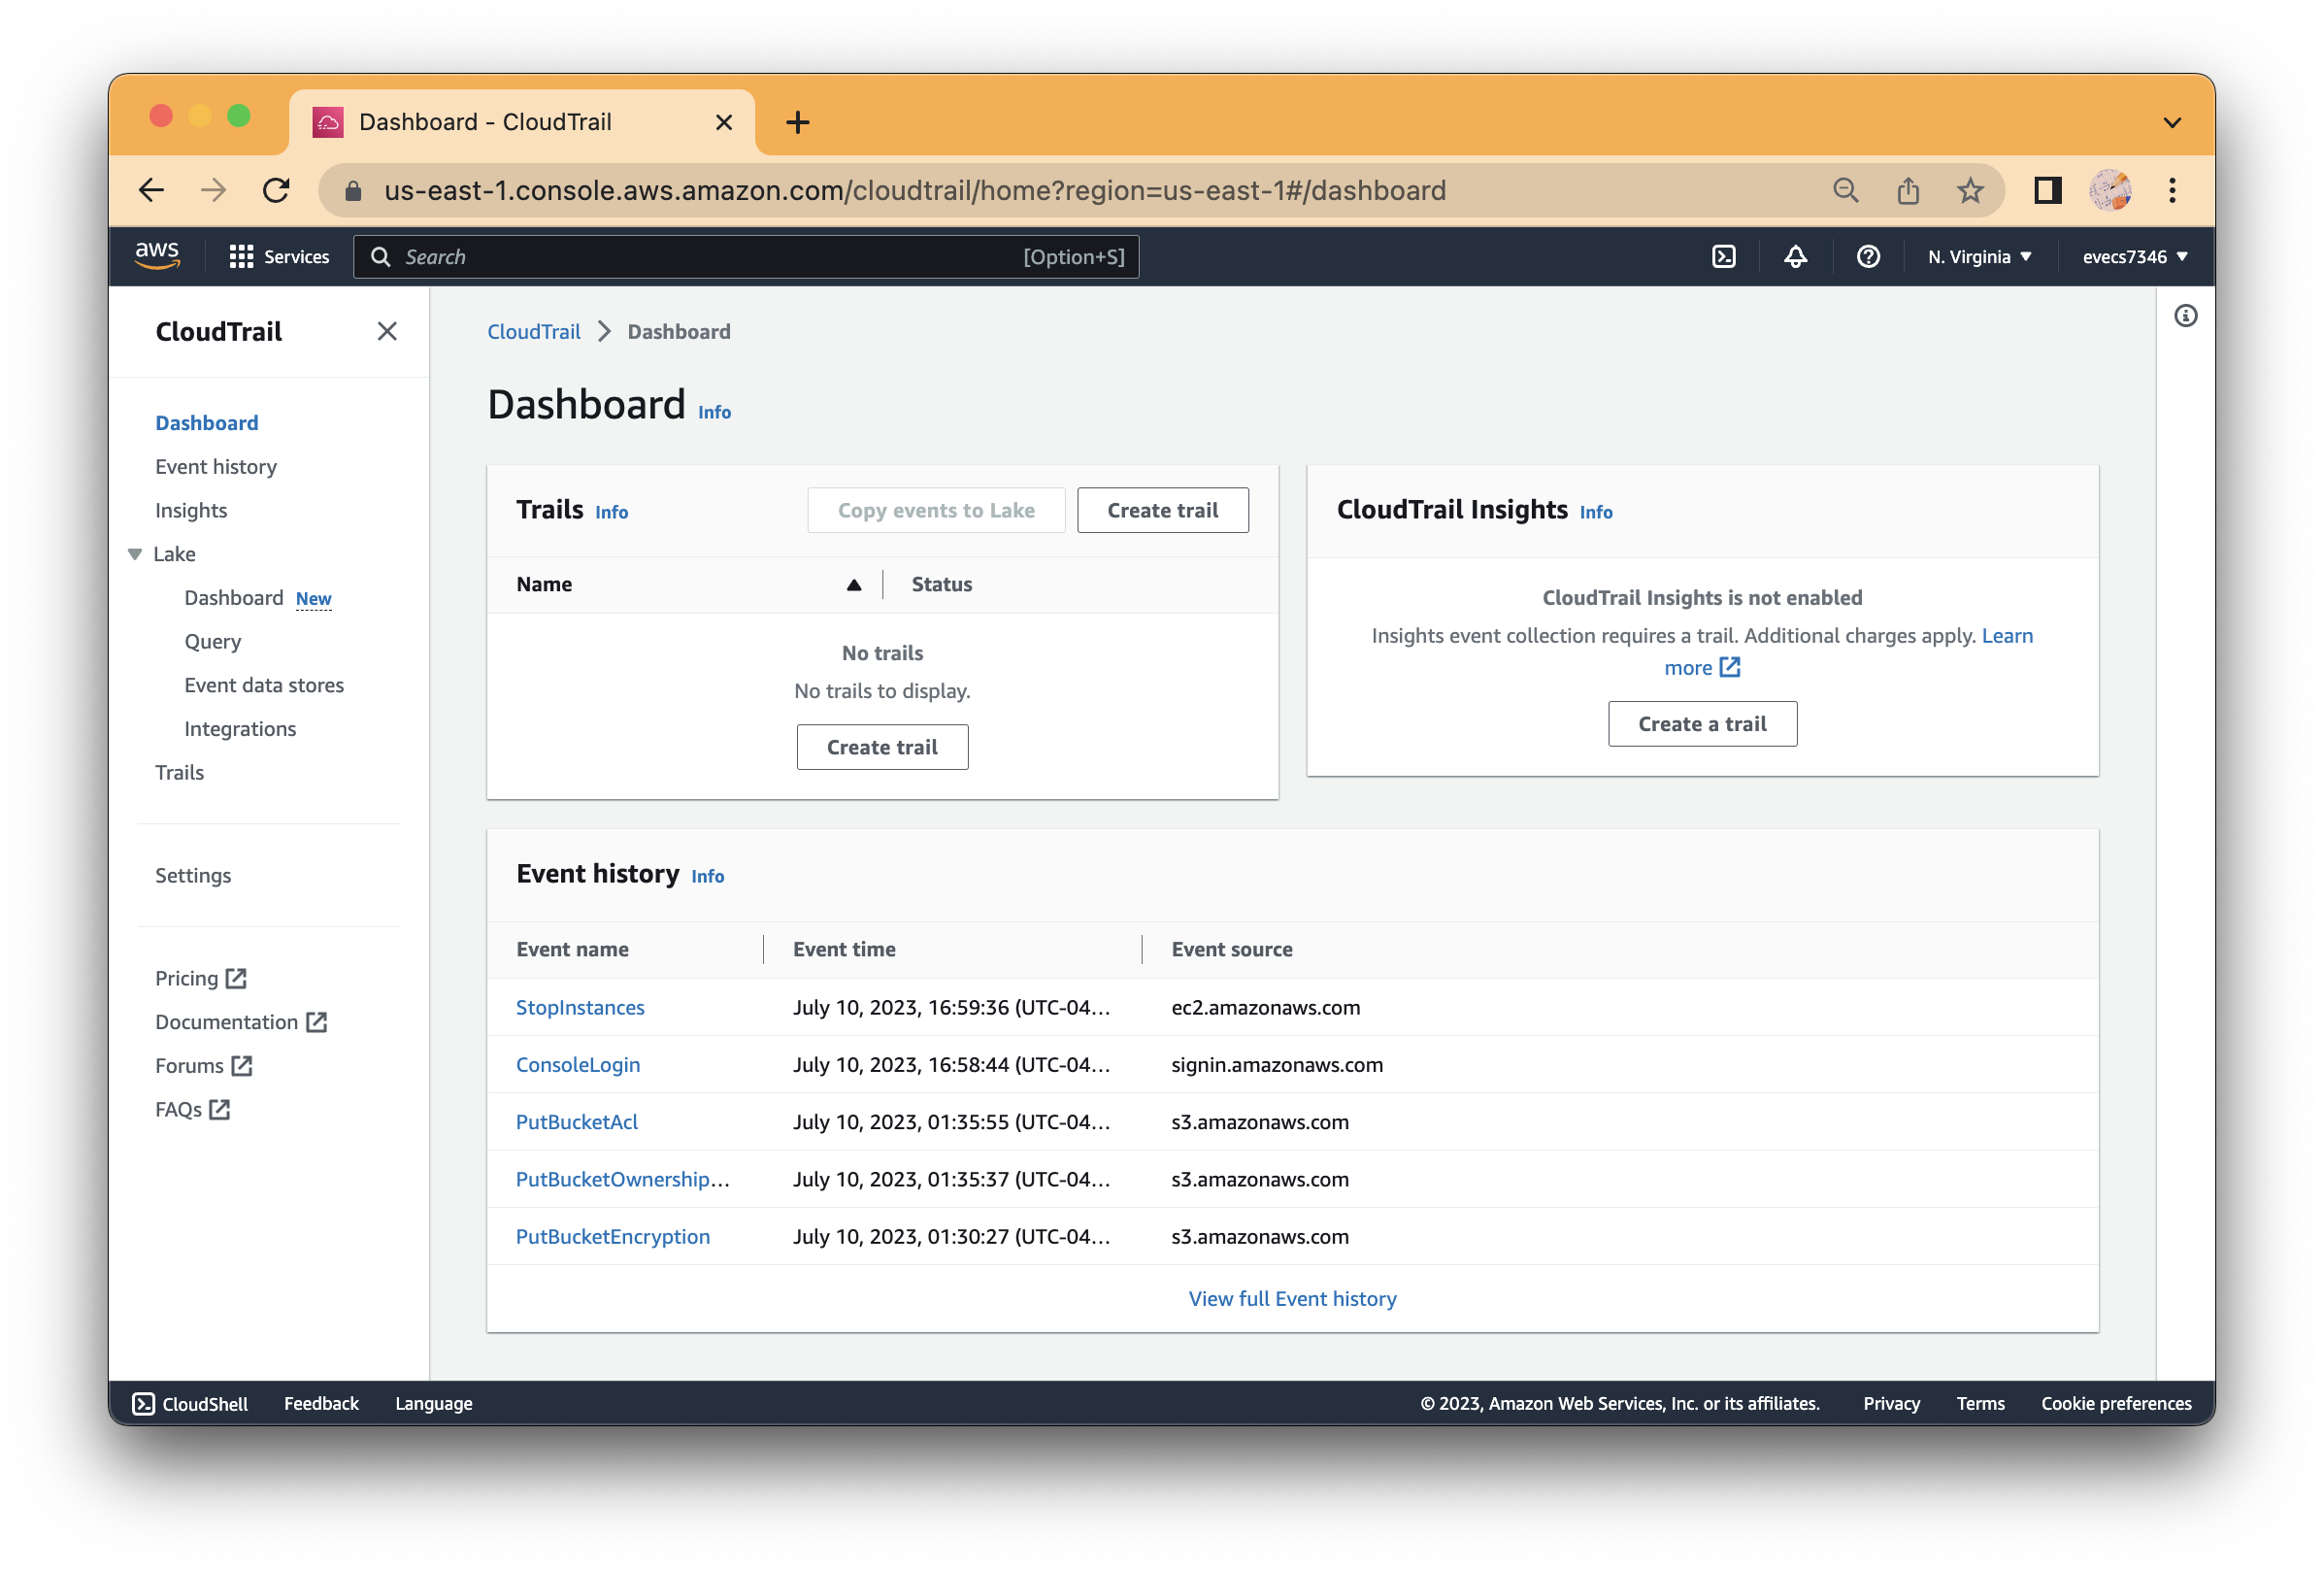 Dashboard - CloudTrail
us-east-1.console.aws.amazon.com/cloudtrail/home?region=us-east-1#/dashboard
aws
Services
Search
[Option+S]
N. Virginia
evecs7346
CloudTrail
Dashboard
Event history
Insights
Lake
Dashboard New
Query
Event data stores
Integrations
Trails
Settings
Pricing
Documentation
Forums
FAQs
CloudTrail Dashboard
Dashboard Info
Trails Info
Copy events to Lake
Create trail
Name
Status
No trails
No trails to display.
Create trail
CloudTrail Insights Info
CloudTrail Insights is not enabled
Insights event collection requires a trail. Additional charges apply. Learn
more
Create a trail
Event history Info
Event name Event time Event source
StopInstances July 10, 2023, 16:59:36 (UTC-04... ec2.amazonaws.com
ConsoleLogin July 10, 2023, 16:58:44 (UTC-04... signin.amazonaws.com
PutBucketAcl July 10, 2023, 01:35:55 (UTC-04... s3.amazonaws.com
PutBucketOwnership... July 10, 2023, 01:35:37 (UTC-04... s3.amazonaws.com
PutBucketEncryption July 10, 2023, 01:30:27 (UTC-04... s3.amazonaws.com
View full Event history
CloudShell Feedback Language
© 2023, Amazon Web Services, Inc. or its affiliates. Privacy Terms Cookie preferences